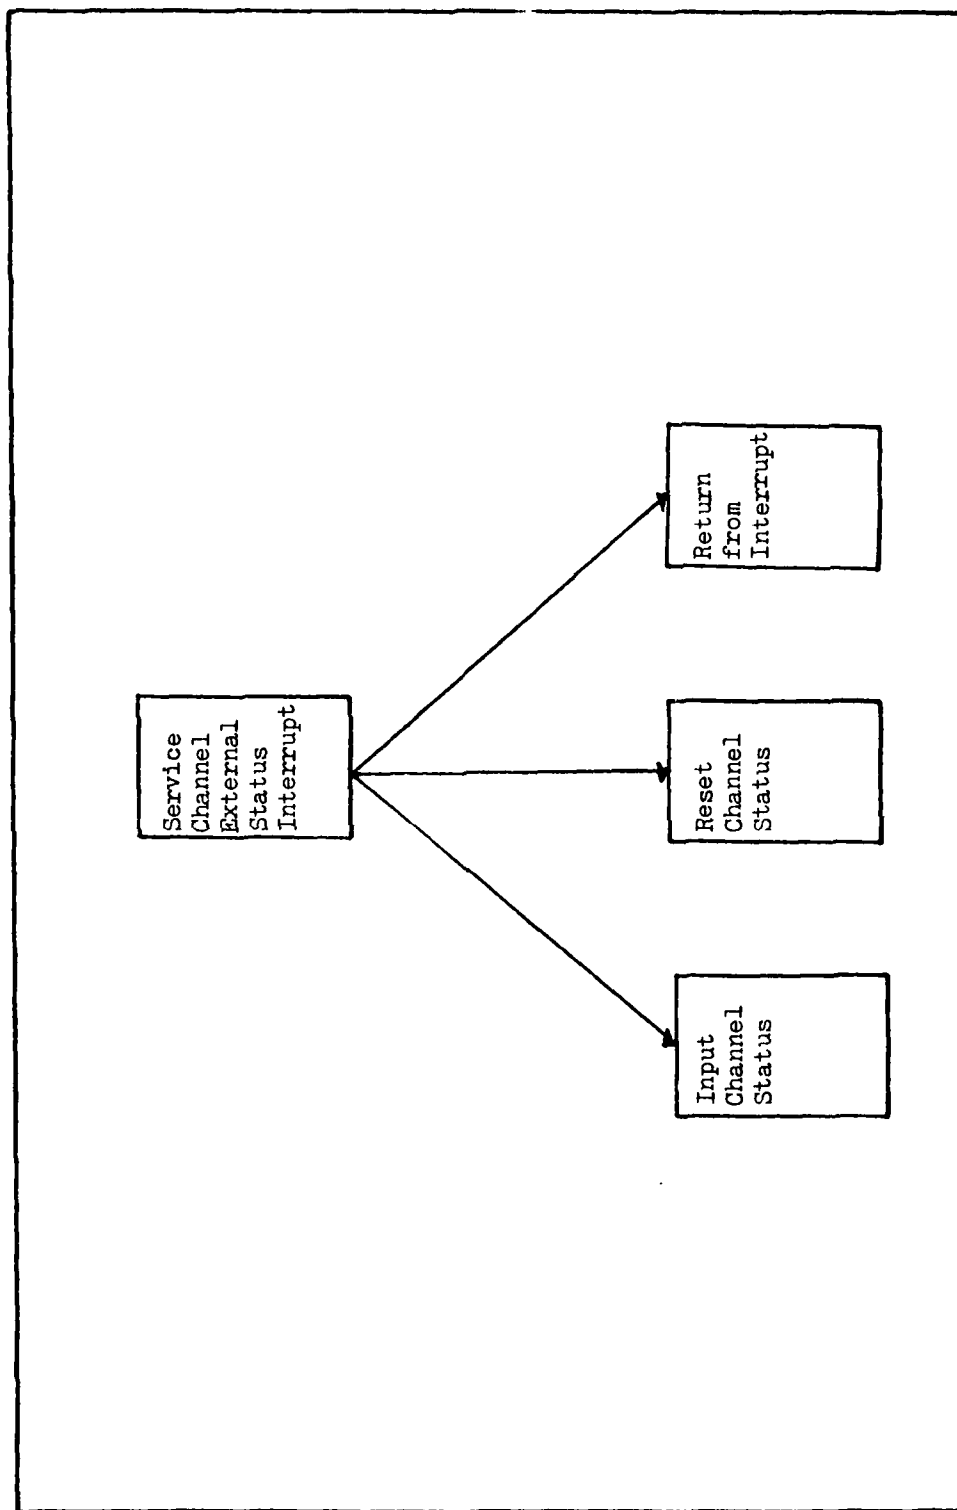 Service
Channel
External
Status
Interrupt
Input
Channel
Status
Reset
Channel
Status
Return
from
Interrupt